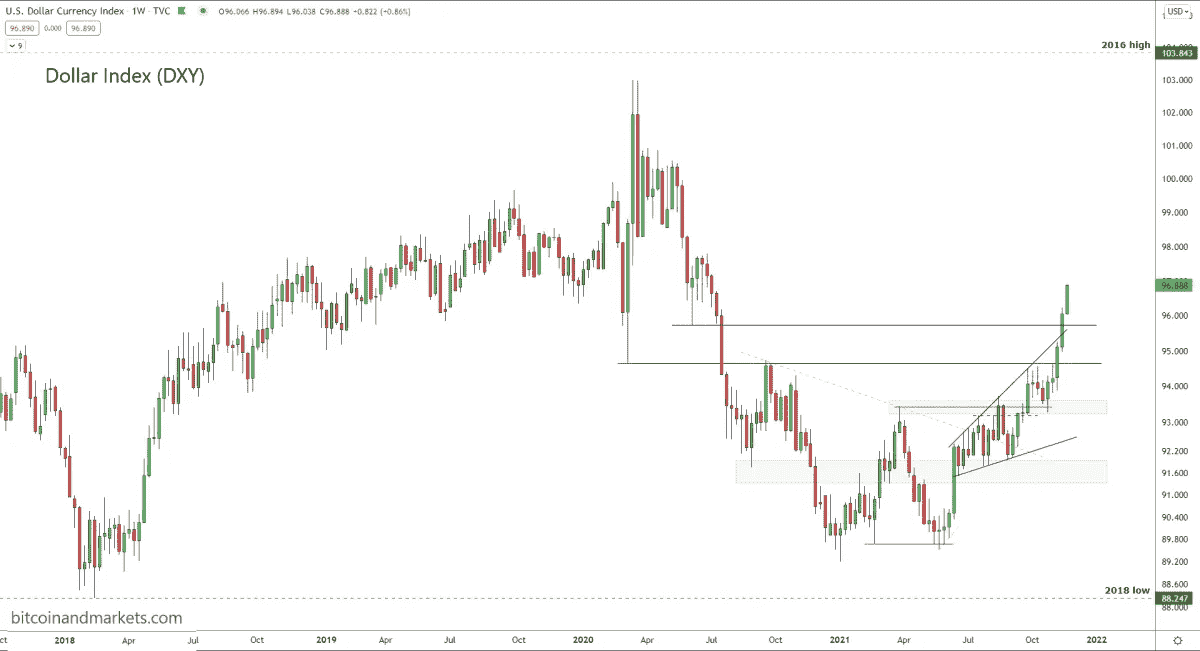 U.S. Dollar Currency Index · 1W · TVC O96.066 H96.894 L96.038 C96.888 +0.822 (+0.86%)
USD
96.890 0.000 96.890
9
2016 high
103.843
Dollar Index (DXY)
103.000
102.000
101.000
100.000
99.000
98.000
96.888
96.000
95.000
94.000
93.000
92.200
91.600
91.000
90.400
89.800
89.200
88.600
2018 low
88.247
88.000
bitcoinandmarkets.com
2018 Apr Jul Oct 2019 Apr Jul Oct 2020 Apr Jul Oct 2021 Apr Jul Oct 2022